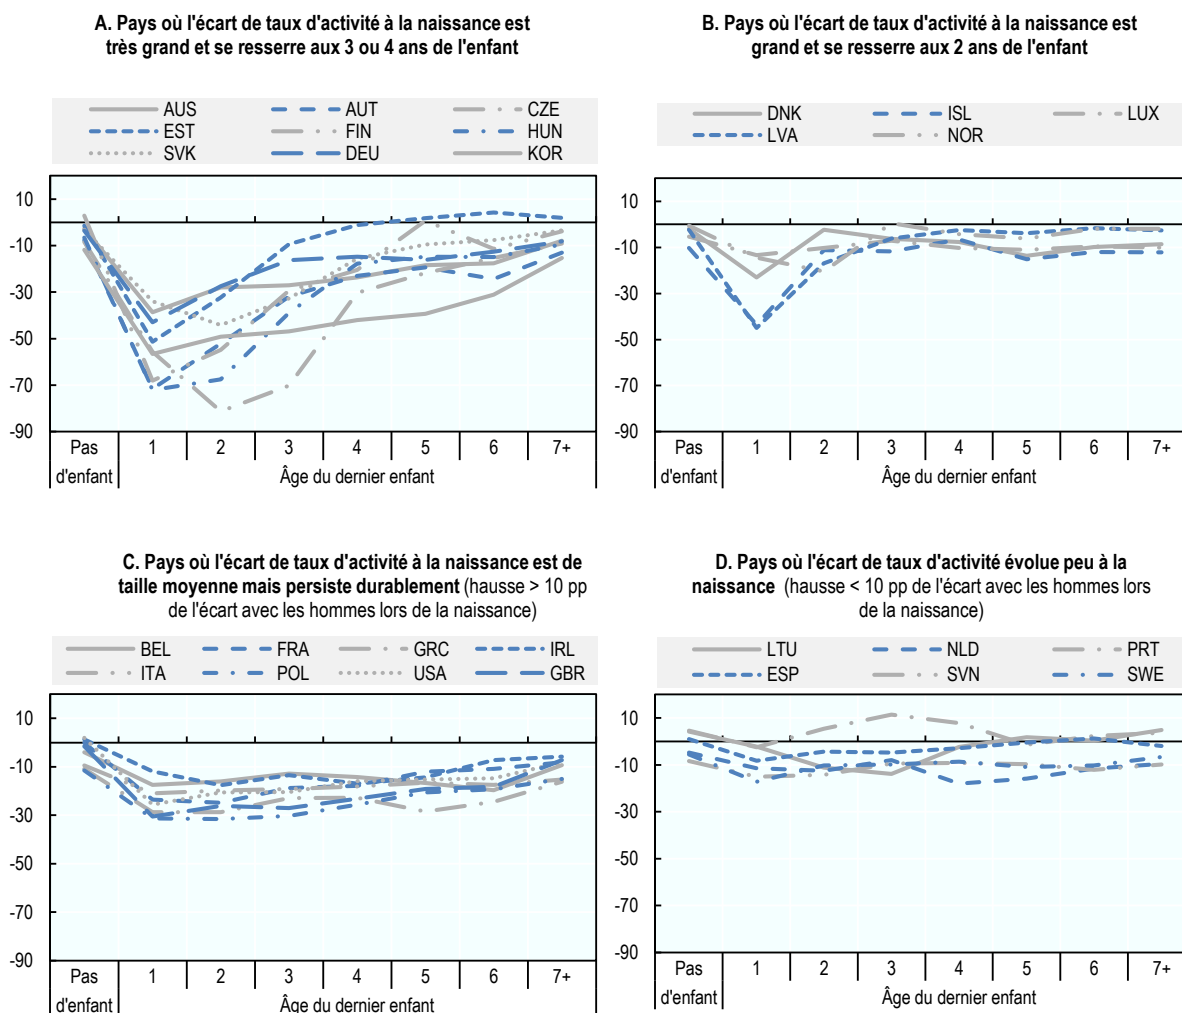 A. Pays où l'écart de taux d'activité à la naissance est
très grand et se resserre aux 3 ou 4 ans de l'enfant
AUS AUT CZE
EST FIN HUN
SVK DEU KOR
10
-10
-30
-50
-70
-90
Pas 1 2 3 4 5 6 7+
d'enfant Âge du dernier enfant
B. Pays où l'écart de taux d'activité à la naissance est
grand et se resserre aux 2 ans de l'enfant
DNK ISL LUX
LVA NOR
10
-10
-30
-50
-70
-90
Pas 1 2 3 4 5 6 7+
d'enfant Âge du dernier enfant
C. Pays où l'écart de taux d'activité à la naissance est de
taille moyenne mais persiste durablement (hausse > 10 pp
de l'écart avec les hommes lors de la naissance)
BEL FRA GRC IRL
ITA POL USA GBR
10
-10
-30
-50
-70
-90
Pas 1 2 3 4 5 6 7+
d'enfant Âge du dernier enfant
D. Pays où l'écart de taux d'activité évolue peu à la
naissance (hausse < 10 pp de l'écart avec les hommes lors
de la naissance)
LTU NLD PRT
ESP SVN SWE
10
-10
-30
-50
-70
-90
Pas 1 2 3 4 5 6 7+
d'enfant Âge du dernier enfant